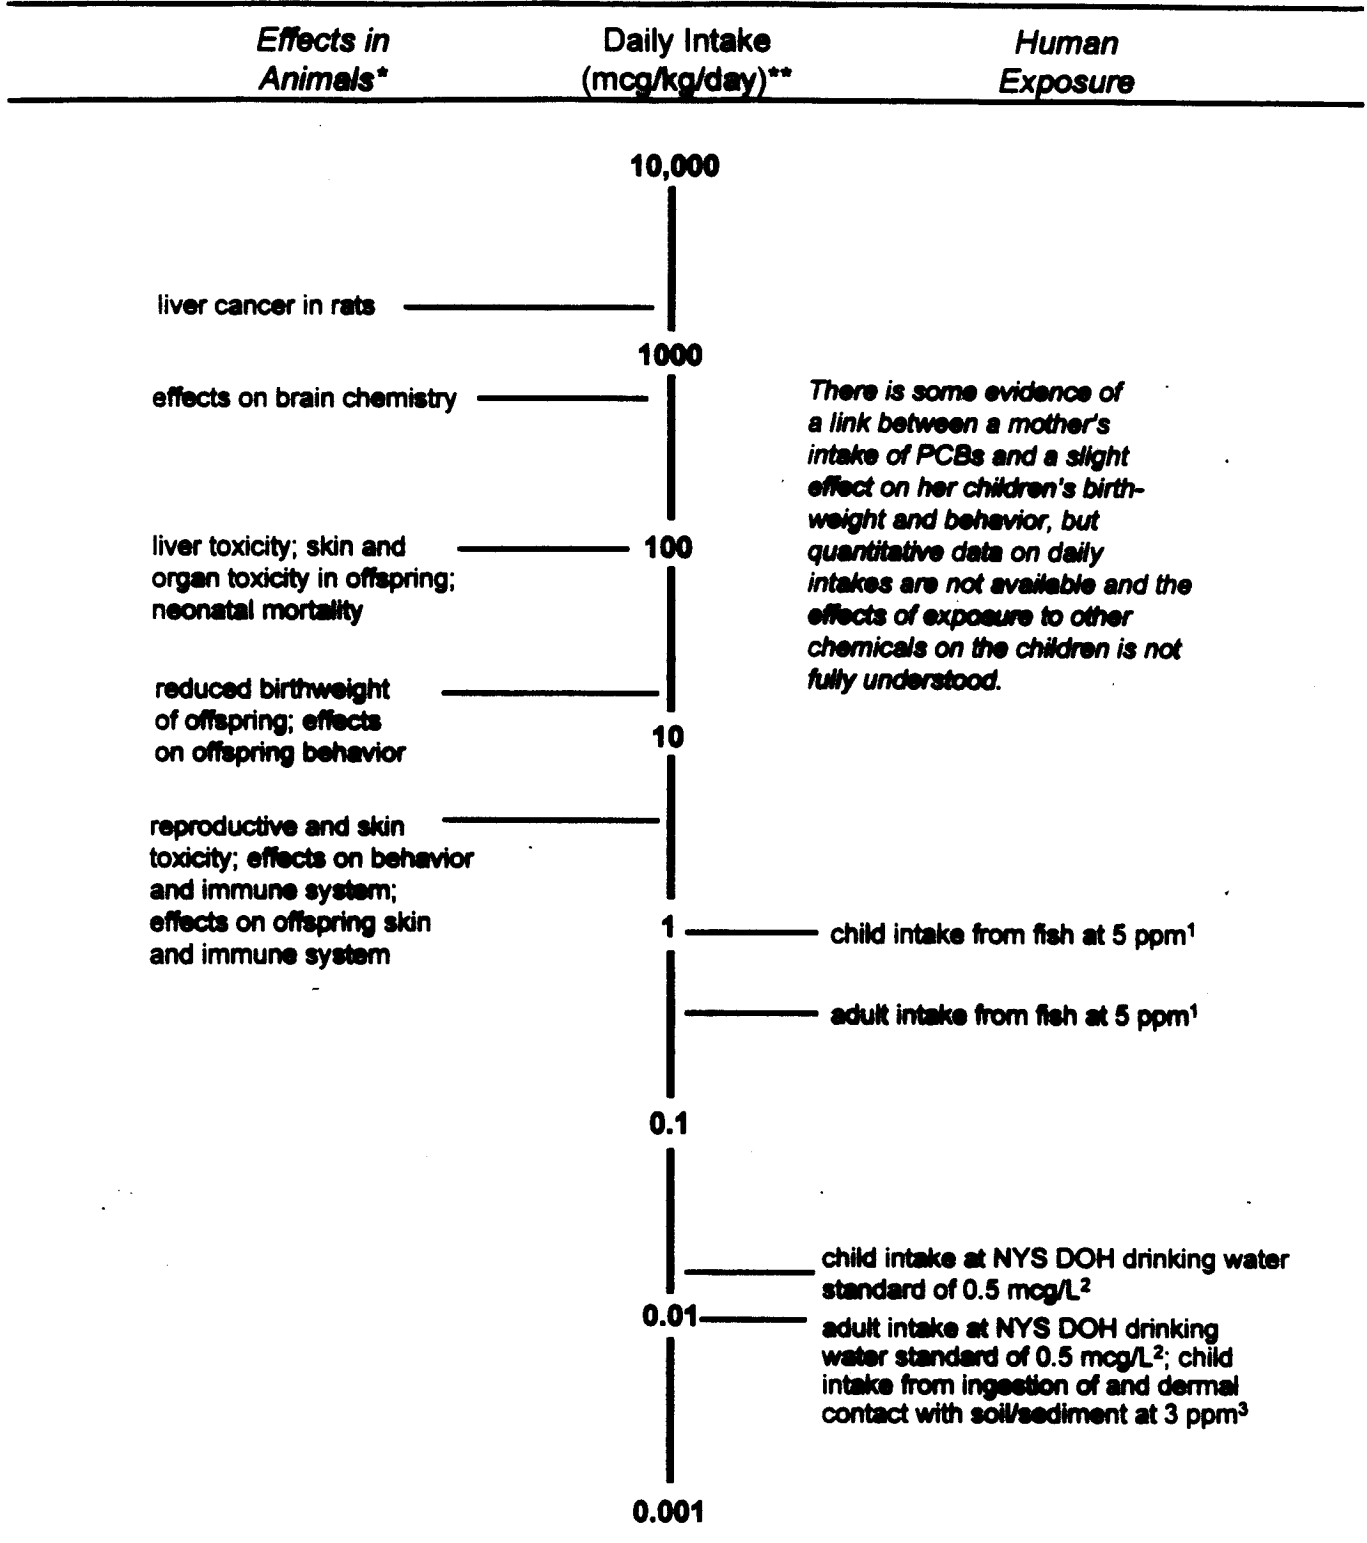 Effects in
Animals*
Daily Intake
(mcg/kg/day)**
Human
Exposure
10,000
liver cancer in rats
1000
effects on brain chemistry
There is some evidence of
a link between a mother's
intake of PCBs and a slight
effect on her children's birth-
weight and behavior, but
quantitative data on daily
intakes are not available and the
effects of exposure to other
chemicals on the children is not
fully understood.
liver toxicity; skin and
organ toxicity in offspring;
neonatal mortality
100
reduced birthweight
of offspring; effects
on offspring behavior
10
reproductive and skin
toxicity; effects on behavior
and immune system;
effects on offspring skin
and immune system
1
child intake from fish at 5 ppm¹
adult intake from fish at 5 ppm¹
0.1
child intake at NYS DOH drinking water
standard of 0.5 mcg/L²
0.01
adult intake at NYS DOH drinking
water standard of 0.5 mcg/L²; child
intake from ingestion of and dermal
contact with soil/sediment at 3 ppm³
0.001